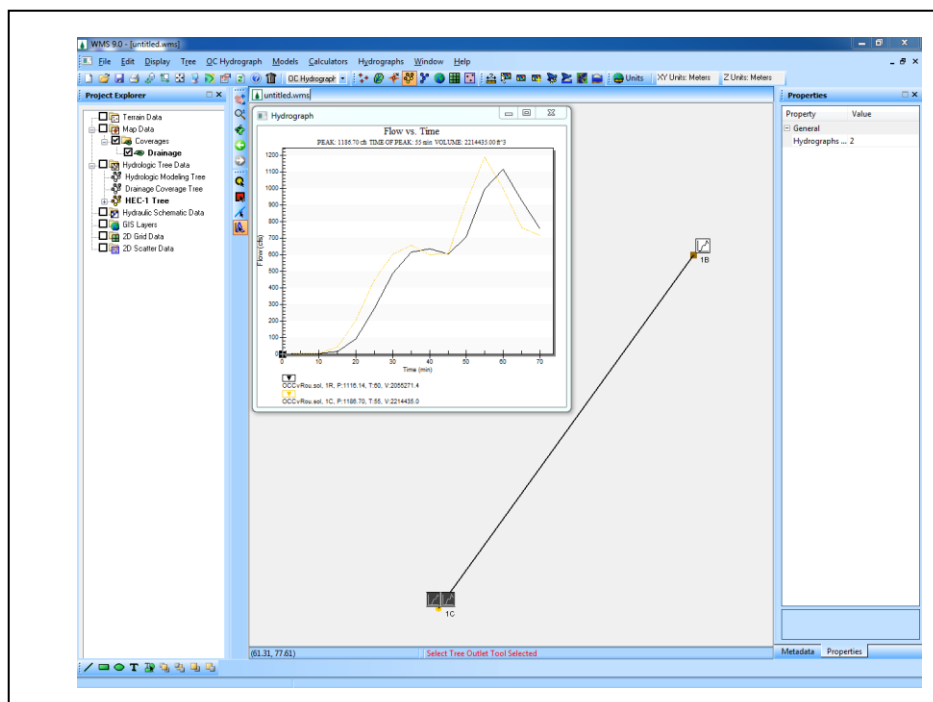 WMS 9.0 - [untitled.wms]
File Edit Display Tree OC Hydrograph Models Calculators Hydrographs Window Help
OC Hydrograph Units XY Units: Meters Z Units: Meters
Project Explorer
Terrain Data
Map Data
Coverages
Drainage
Hydrologic Tree Data
Hydrologic Modeling Tree
Drainage Coverage Tree
HEC-1 Tree
Hydraulic Schematic Data
GIS Layers
2D Grid Data
2D Scatter Data
untitled.wms
Hydrograph
Flow vs. Time
PEAK: 1186.70 cfs TIME OF PEAK: 55 min VOLUME: 2214435.00 ft^3
1200
1100
1000
900
800
700
600
500
400
300
200
100
0
Flow (cfs)
0 10 20 30 40 50 60 70
Time (min)
OCCvRou.sol, 1R, P:1116.14, T:60, V:2055271.4
OCCvRou.sol, 1C, P:1186.70, T:55, V:2214435.0
1B
1C
Properties
Property Value
General
Hydrographs ... 2
(61.31, 77.61) Select Tree Outlet Tool Selected
Metadata Properties
T